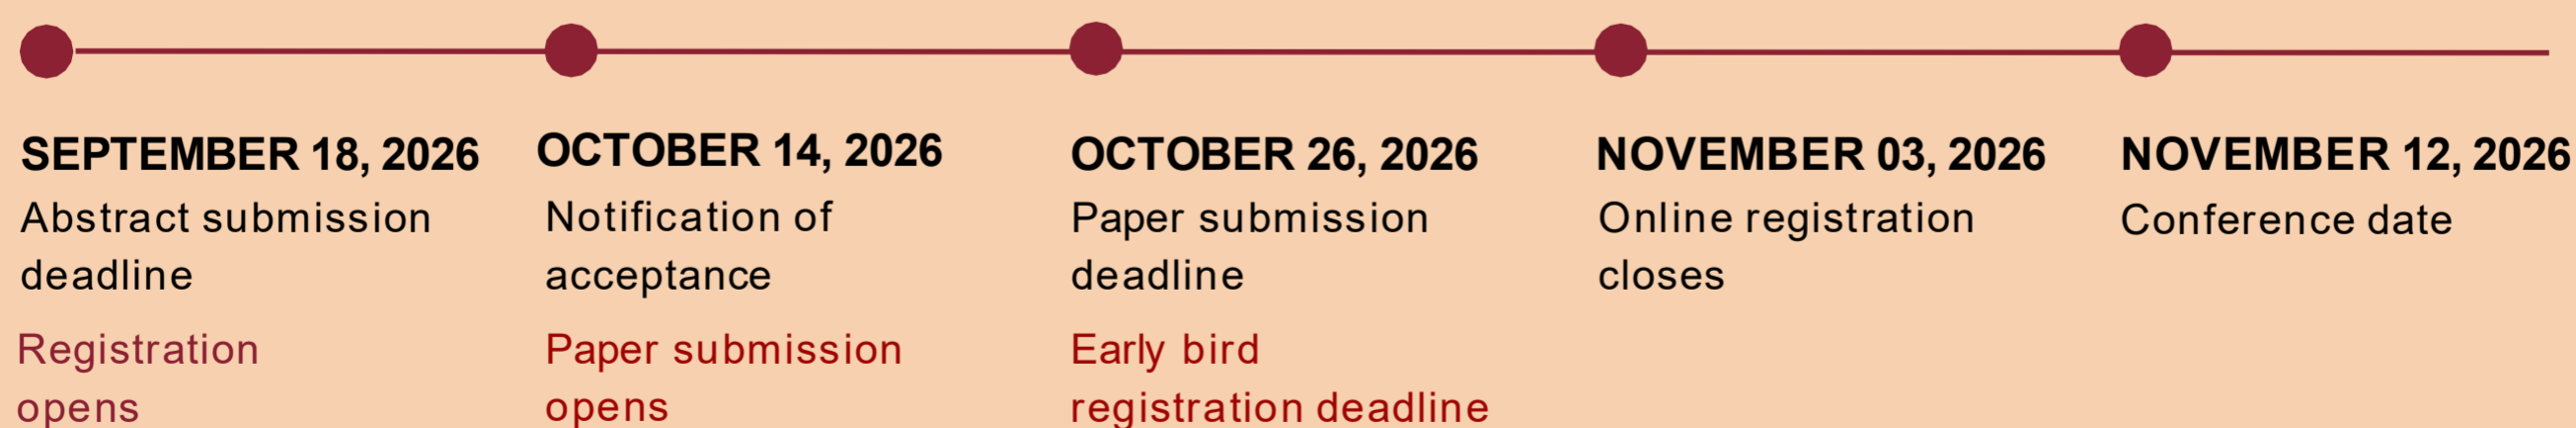 SEPTEMBER 18, 2026
Abstract submission
deadline
Registration
opens
OCTOBER 14, 2026
Notification of
acceptance
Paper submission
opens
OCTOBER 26, 2026
Paper submission
deadline
Early bird
registration deadline
NOVEMBER 03, 2026
Online registration
closes
NOVEMBER 12, 2026
Conference date